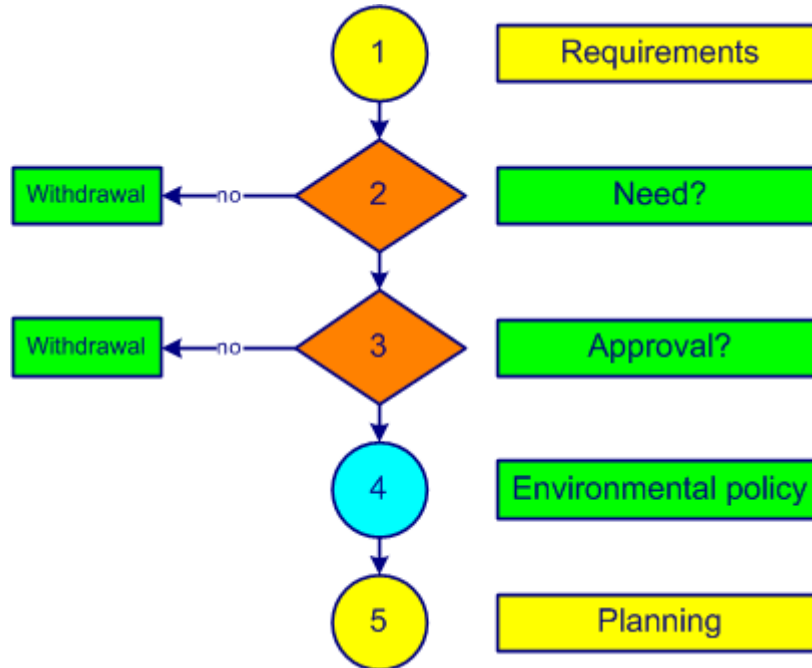 1
Requirements
Withdrawal
no
2
Need?
Withdrawal
no
3
Approval?
4
Environmental policy
5
Planning